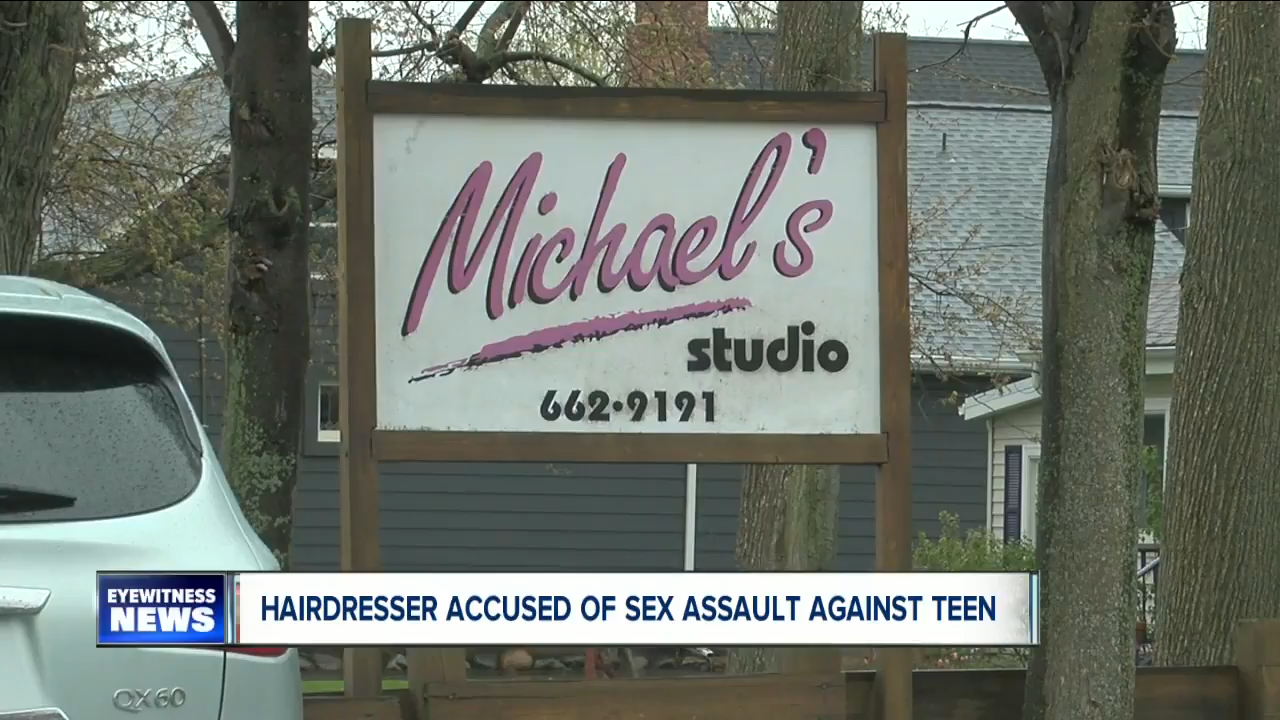 Michael's
studio
662•9191
EYEWITNESS
NEWS
HAIRDRESSER ACCUSED OF SEX ASSAULT AGAINST TEEN
QX60